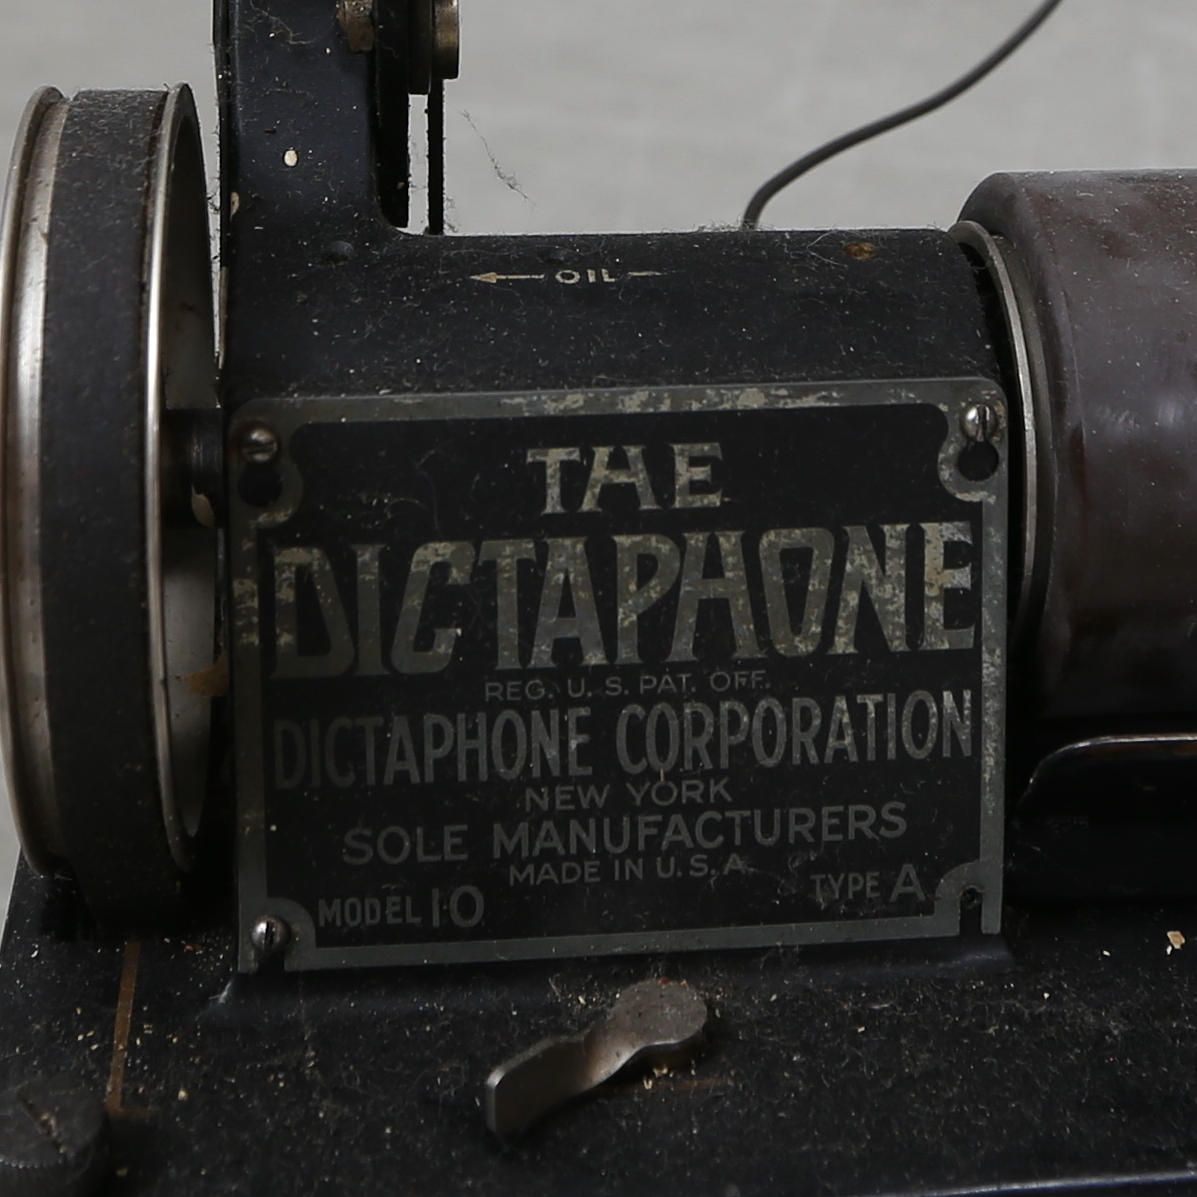 OIL
THE
DICTAPHONE
REG. U. S. PAT. OFF.
DICTAPHONE CORPORATION
NEW YORK
SOLE MANUFACTURERS
MADE IN U.S.A.
MODEL 10 TYPE A